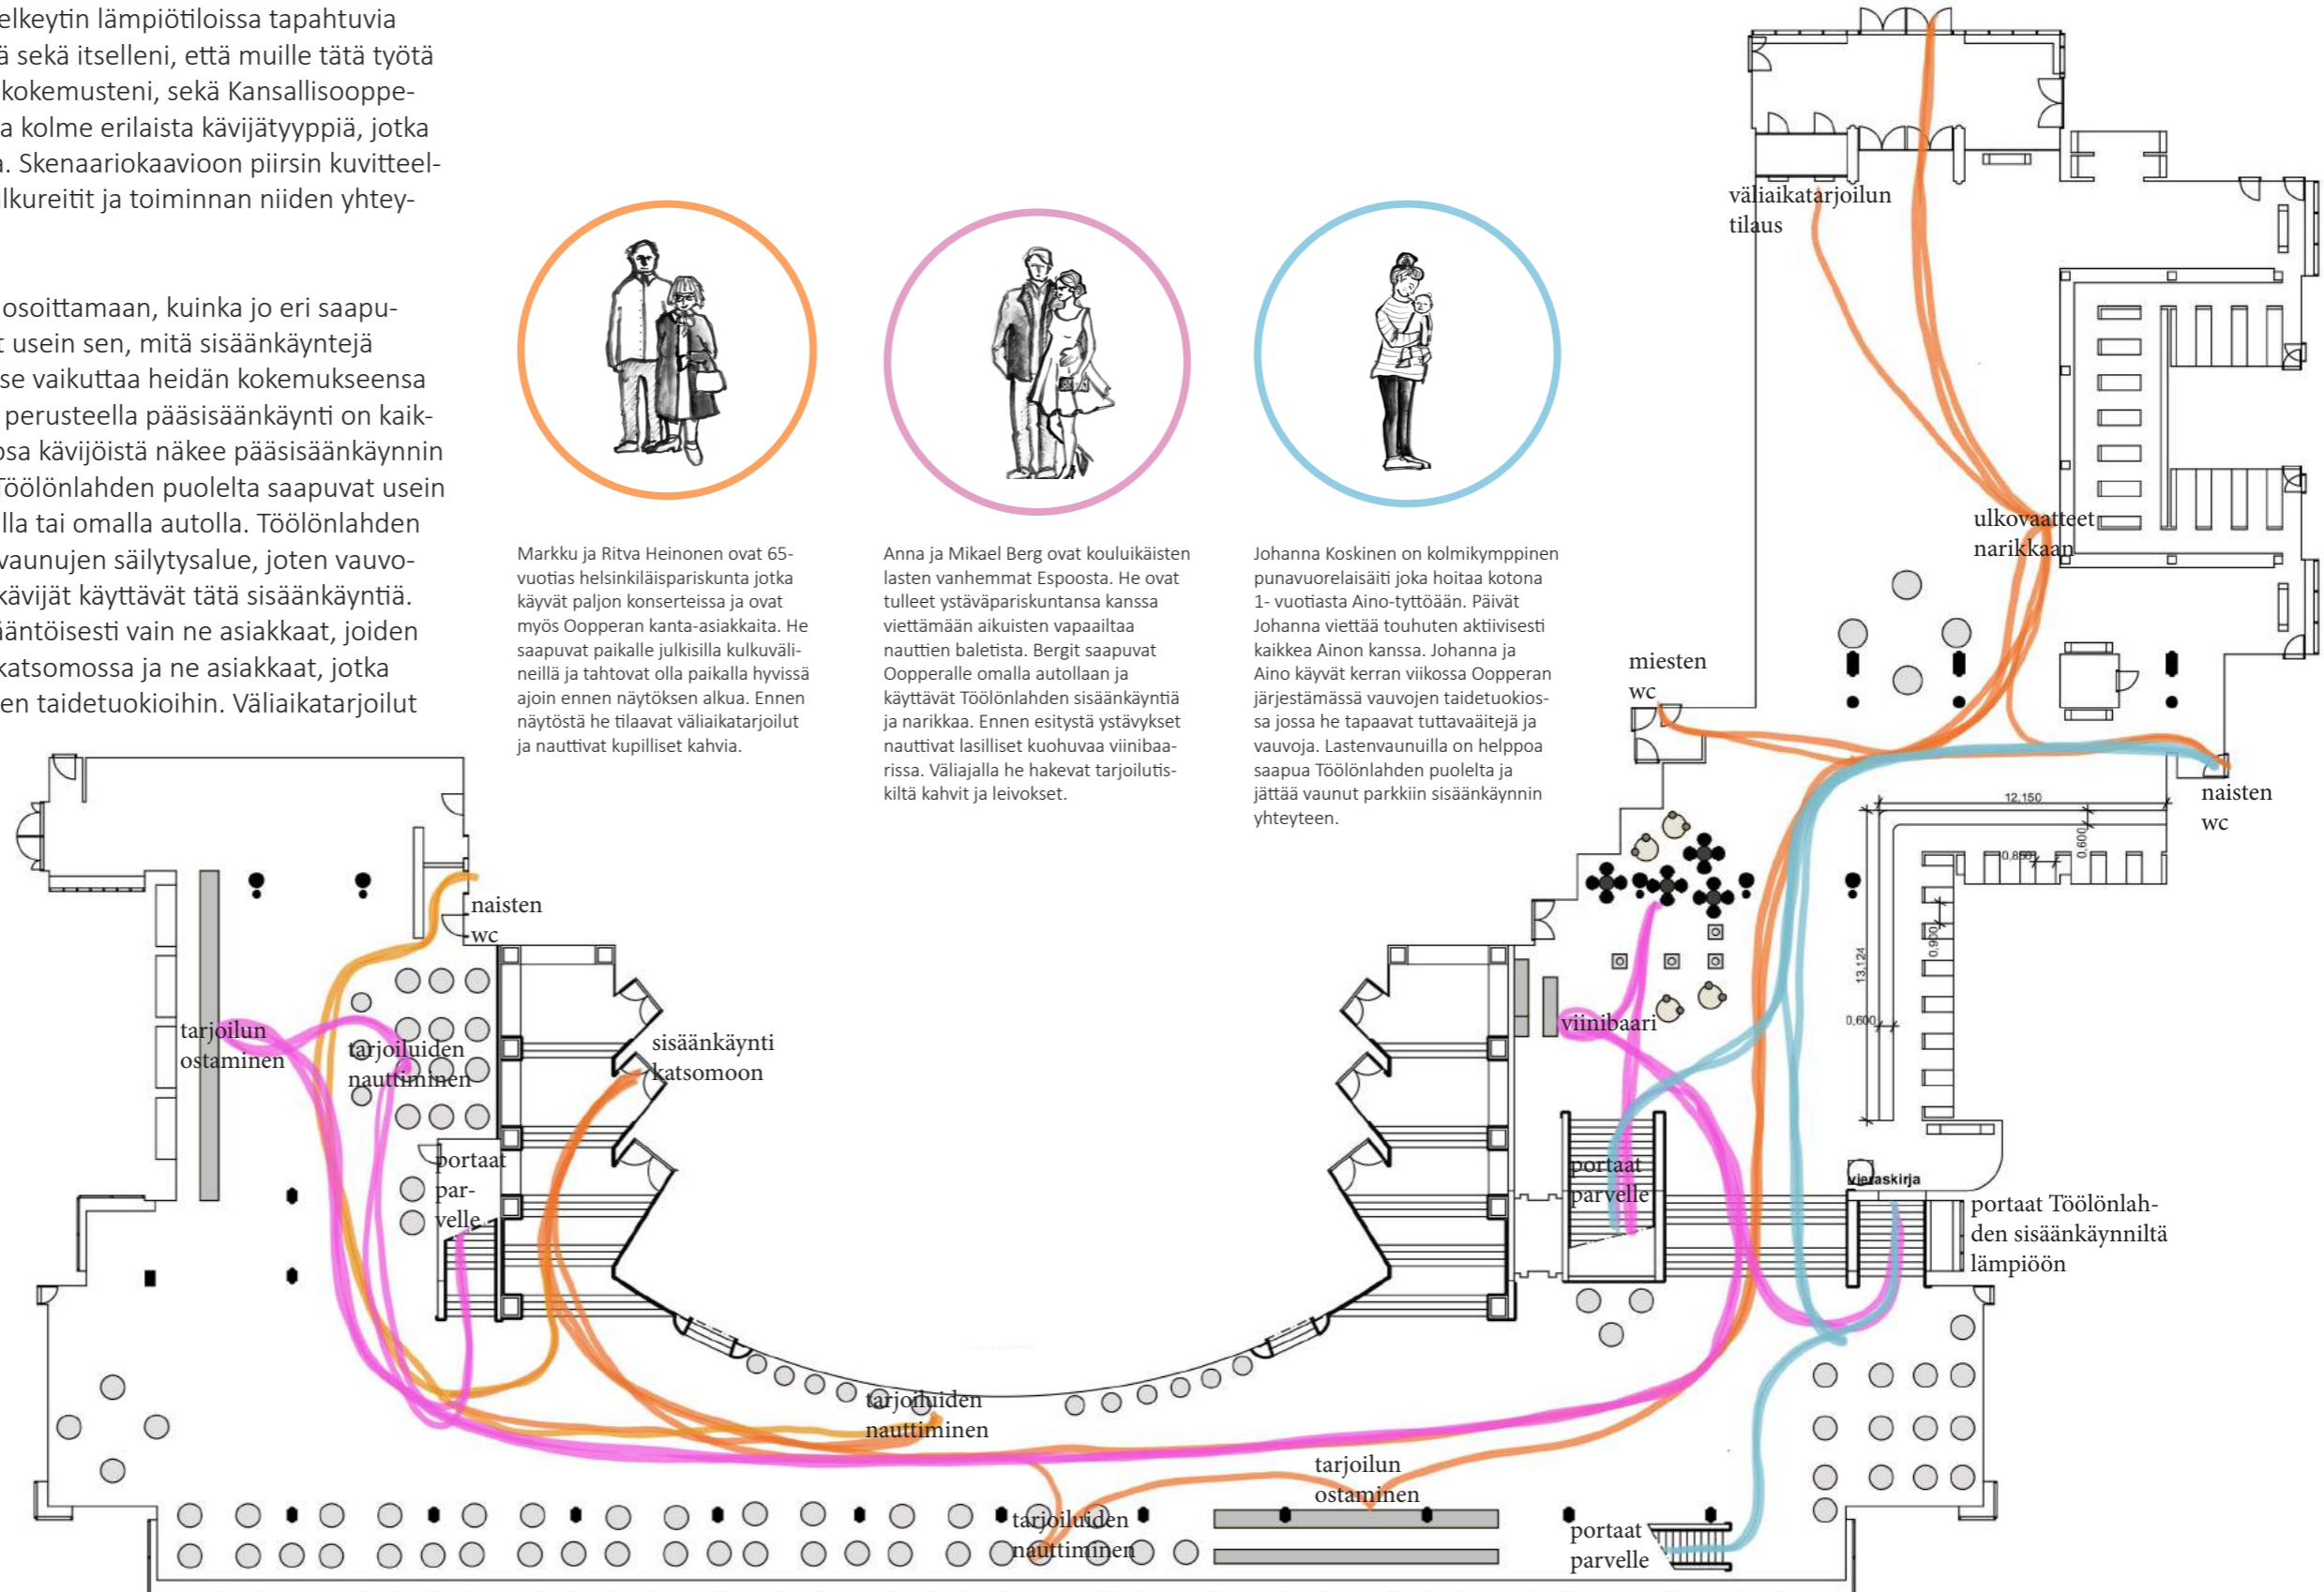 elkeytin lämpiötiloissa tapahtuvia
ä sekä itselleni, että muille tätä työtä
kokemusteni, sekä Kansallisooppe-
a kolme erilaista kävijätyyppiä, jotka
a. Skenaariokaavioon piirsin kuvitteel-
ulkureitit ja toiminnan niiden yhtey-
osoittamaan, kuinka jo eri saapu-
t usein sen, mitä sisäänkäyntejä
se vaikuttaa heidän kokemukseensa
perusteella pääsisäänkäynti on kaik-
osa kävijöistä näkee pääsisäänkäynnin
Töölönlahden puolelta saapuvat usein
lla tai omalla autolla. Töölönlahden
vaunujen säilytysalue, joten vauvo-
kävijät käyttävät tätä sisäänkäyntiä.
ääntöisesti vain ne asiakkaat, joiden
katsomossa ja ne asiakkaat, jotka
en taidetuokioihin. Väliaikatarjoilut
Markku ja Ritva Heinonen ovat 65-
vuotias helsinkiläispariskunta jotka
käyvät paljon konserteissa ja ovat
myös Oopperan kanta-asiakkaita. He
saapuvat paikalle julkisilla kulkuväli-
neillä ja tahtovat olla paikalla hyvissä
ajoin ennen näytöksen alkua. Ennen
näytöstä he tilaavat väliaikatarjoilut
ja nauttivat kupilliset kahvia.
Anna ja Mikael Berg ovat kouluikäisten
lasten vanhemmat Espoosta. He ovat
tulleet ystäväpariskuntansa kanssa
viettämään aikuisten vapaailtaa
nauttien baletista. Bergit saapuvat
Oopperalle omalla autollaan ja
käyttävät Töölönlahden sisäänkäyntiä
ja narikkaa. Ennen esitystä ystävykset
nauttivat lasilliset kuohuvaa viinibaa-
rissa. Väliajalla he hakevat tarjoilutis-
kiltä kahvit ja leivokset.
Johanna Koskinen on kolmikymppinen
punavuorelaisäiti joka hoitaa kotona
1- vuotiasta Aino-tyttöään. Päivät
Johanna viettää touhuten aktiivisesti
kaikkea Ainon kanssa. Johanna ja
Aino käyvät kerran viikossa Oopperan
järjestämässä vauvojen taidetuokios-
sa jossa he tapaavat tuttavaäitejä ja
vauvoja. Lastenvaunuilla on helppoa
saapua Töölönlahden puolelta ja
jättää vaunut parkkiin sisäänkäynnin
yhteyteen.
väliaikatarjoilun
tilaus
ulkovaatteet
narikkaan
miesten
wc
naisten
wc
12,150
0,600
0,850
0,900
13,124
0,600
naisten
wc
tarjoilun
ostaminen
tarjoiluiden
nauttiminen
sisäänkäynti
katsomoon
viinibaari
portaat
par-
velle
portaat
parvelle
vieraskirja
portaat Töölönlah-
den sisäänkäynniltä
lämpiöön
tarjoiluiden
nauttiminen
tarjoilun
ostaminen
tarjoiluiden
nauttiminen
portaat
parvelle